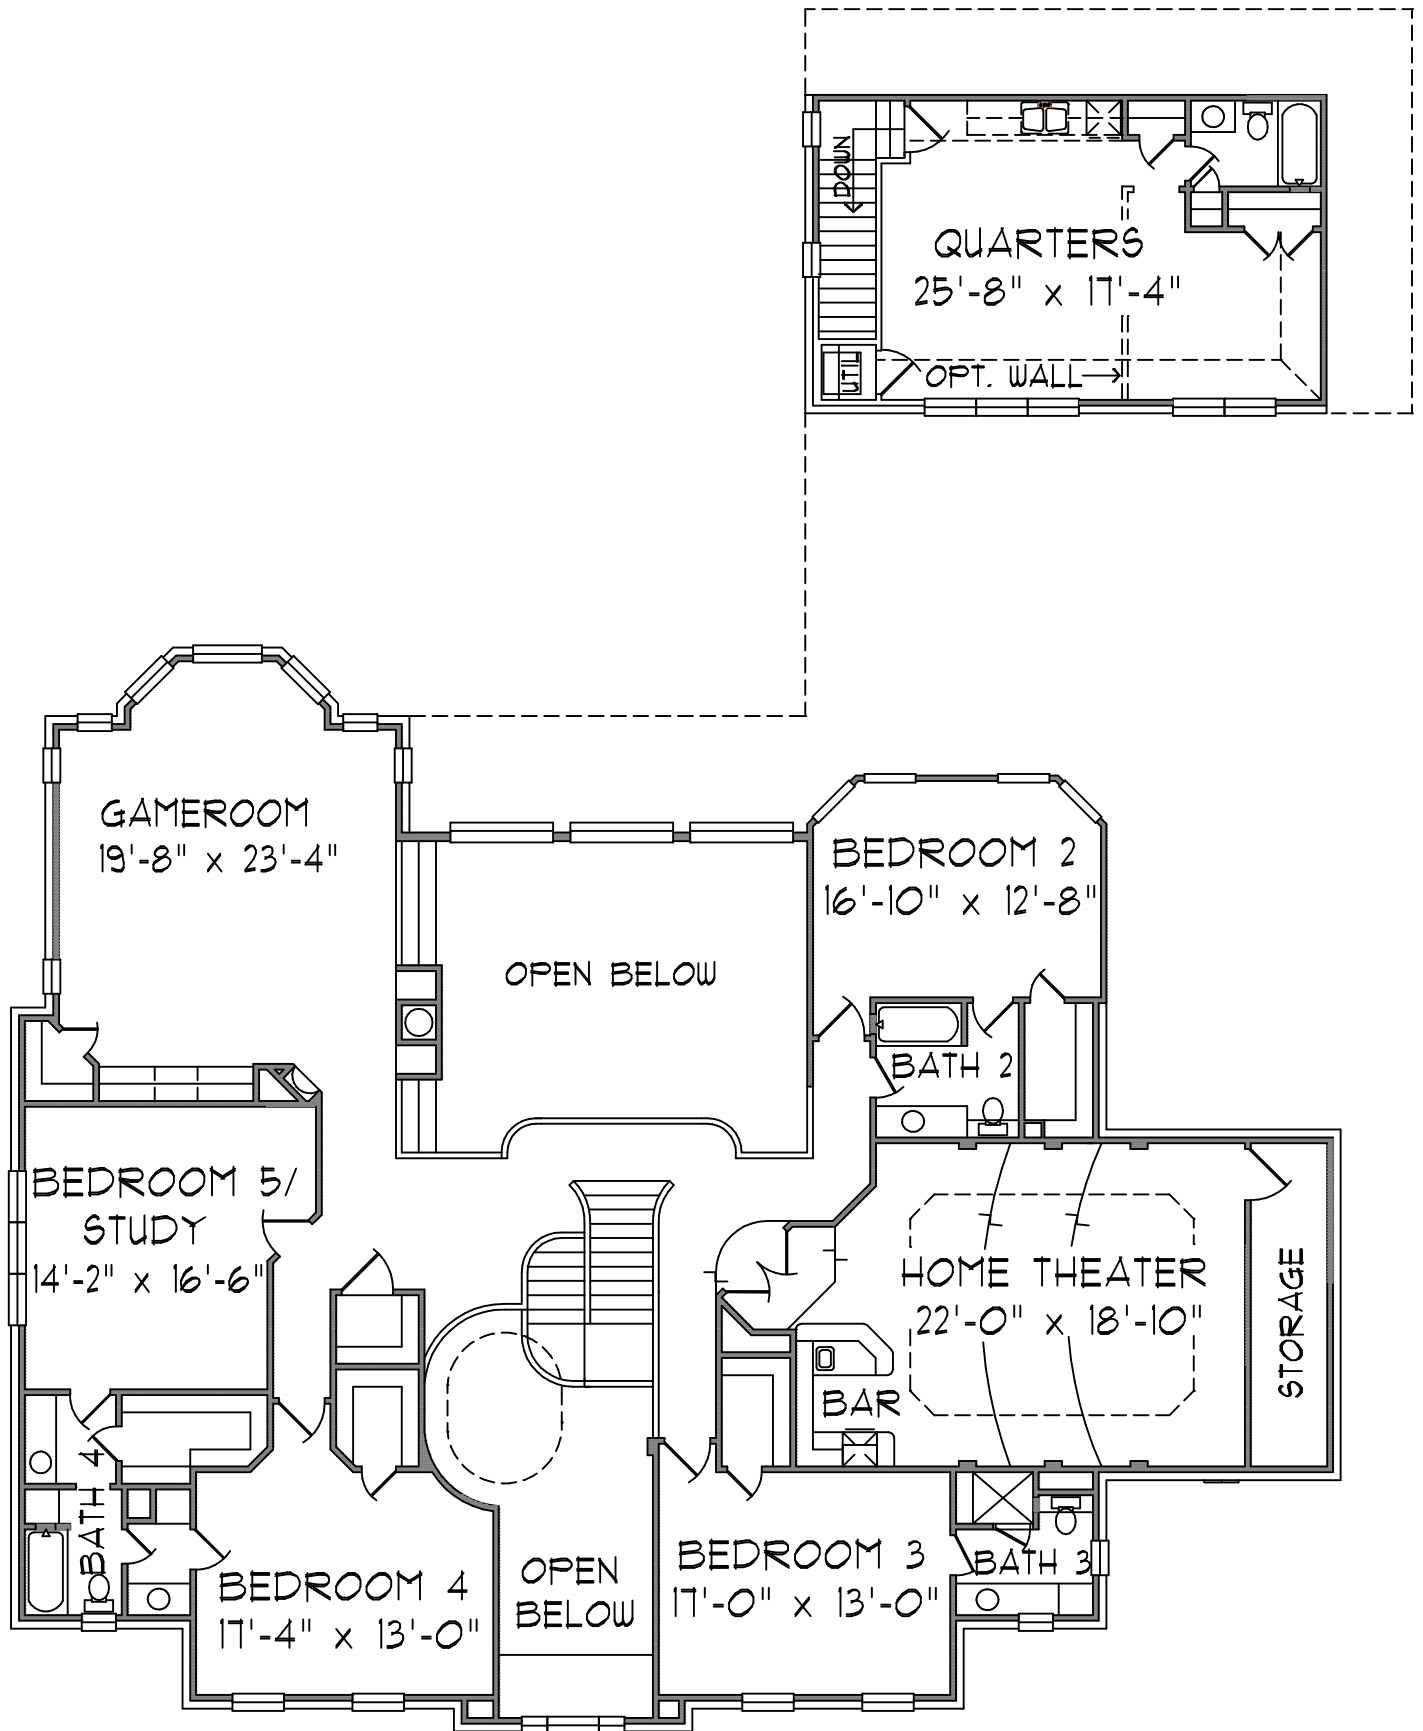 DOWN
QUARTERS
25'-8" x 17'-4"
UTIL
OPT. WALL
GAMEROOM
19'-8" x 23'-4"
BEDROOM 2
16'-10" x 12'-8"
OPEN BELOW
BATH 2
BEDROOM 5/
STUDY
14'-2" x 16'-6"
HOME THEATER
22'-0" x 18'-10"
STORAGE
BAR
BATH 4
BEDROOM 4
17'-4" x 13'-0"
OPEN
BELOW
BEDROOM 3
17'-0" x 13'-0"
BATH 3